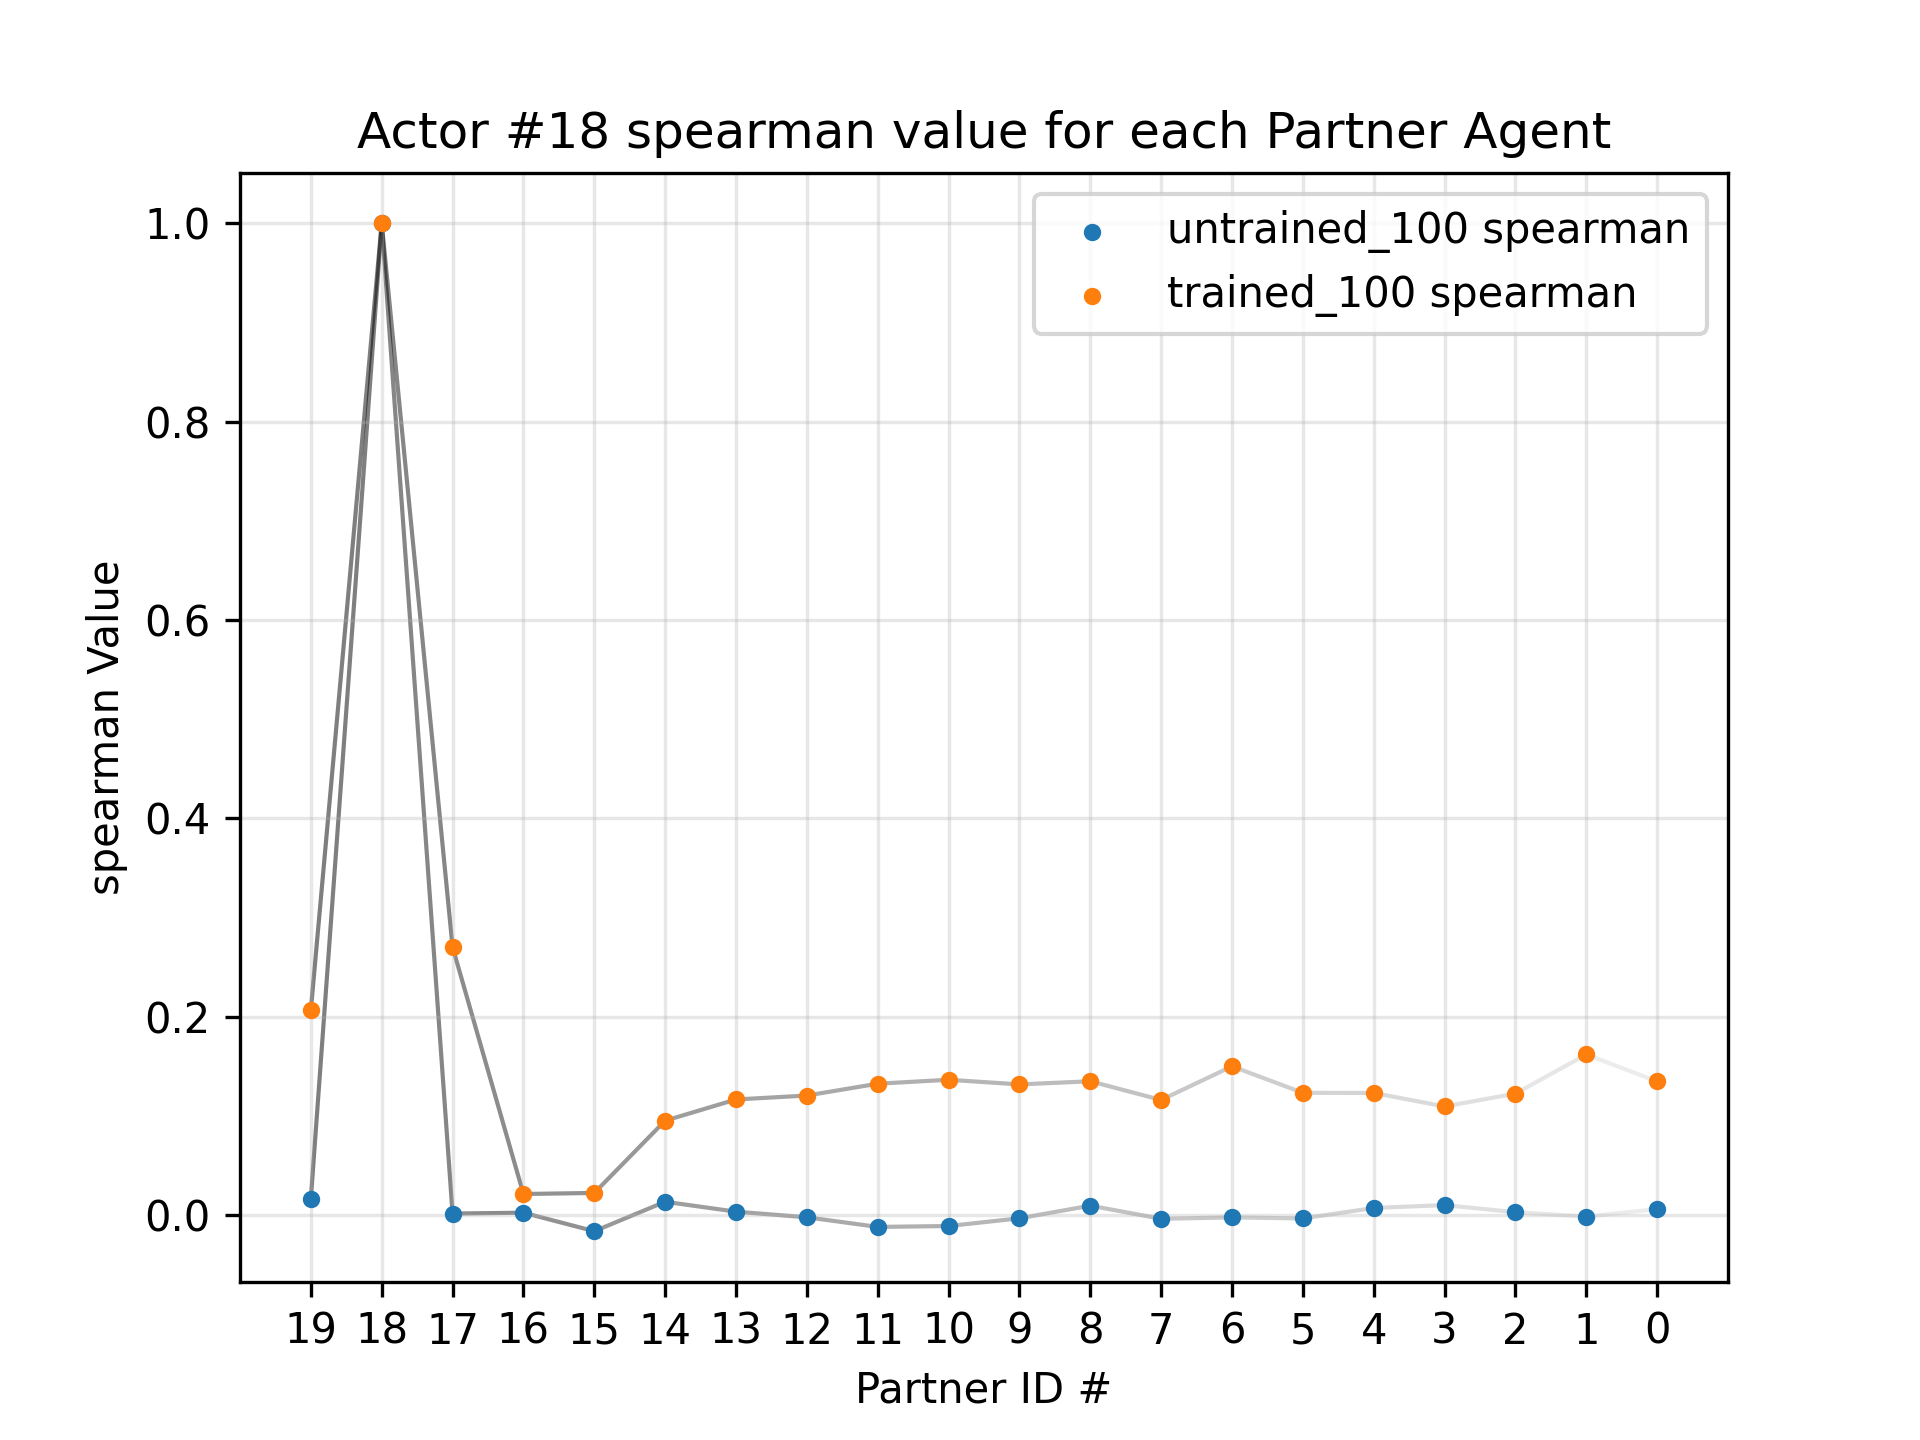 Actor #18 spearman value for each Partner Agent
untrained_100 spearman
trained_100 spearman
1.0
0.8
0.6
0.4
0.2
0.0
spearman Value
19 18 17 16 15 14 13 12 11 10 9 8 7 6 5 4 3 2 1 0
Partner ID #